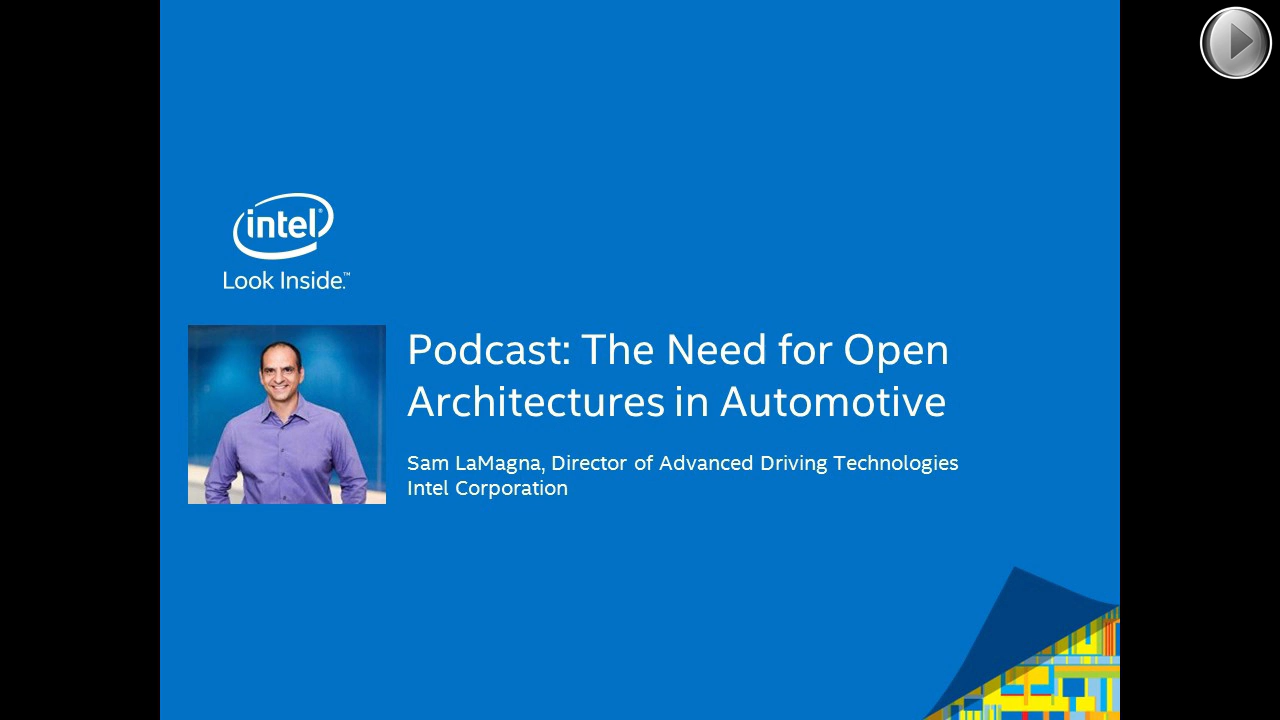 intel®
Look Inside.™
Podcast: The Need for Open
Architectures in Automotive
Sam LaMagna, Director of Advanced Driving Technologies
Intel Corporation